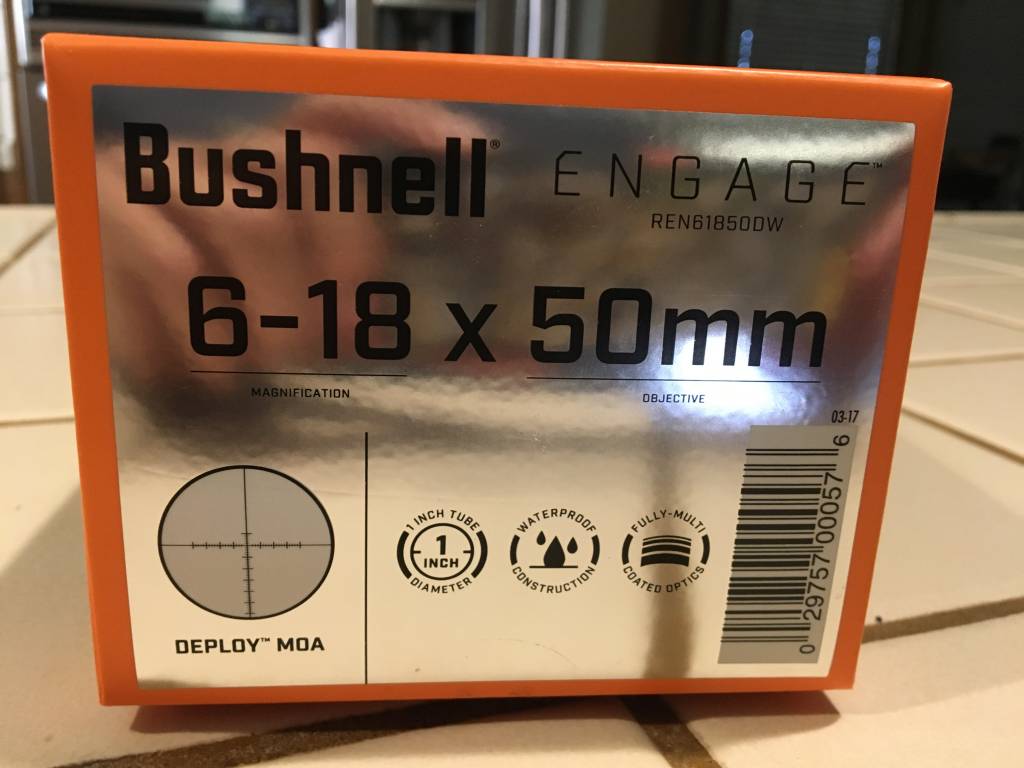 Bushnell® ENGAGE™
REN61850DW
6-18 x 50mm
MAGNIFICATION
OBJECTIVE
03-17
1 INCH TUBE
1
INCH
DIAMETER
WATERPROOF
CONSTRUCTION
FULLY-MULTI
COATED OPTICS
DEPLOY™ MOA
0 29757 00057 6